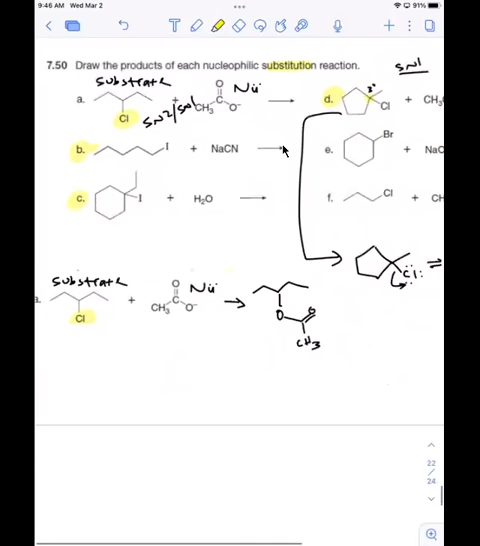 9:46 AM Wed Mar 2
91%
7.50 Draw the products of each nucleophilic substitution reaction.
SN1
substrate
a.
Cl
+
SN2/SN1
O
CH3 C O-
Nü
d.
3°
Cl
+ CH3
b.
I
+ NaCN
e.
Br
+ NaC
c.
I
+ H2O
f.
Cl
+ CH
Cl:
substrate
a.
Cl
+
O
CH3 C O-
Nü
O
O
CH3
22
/
24